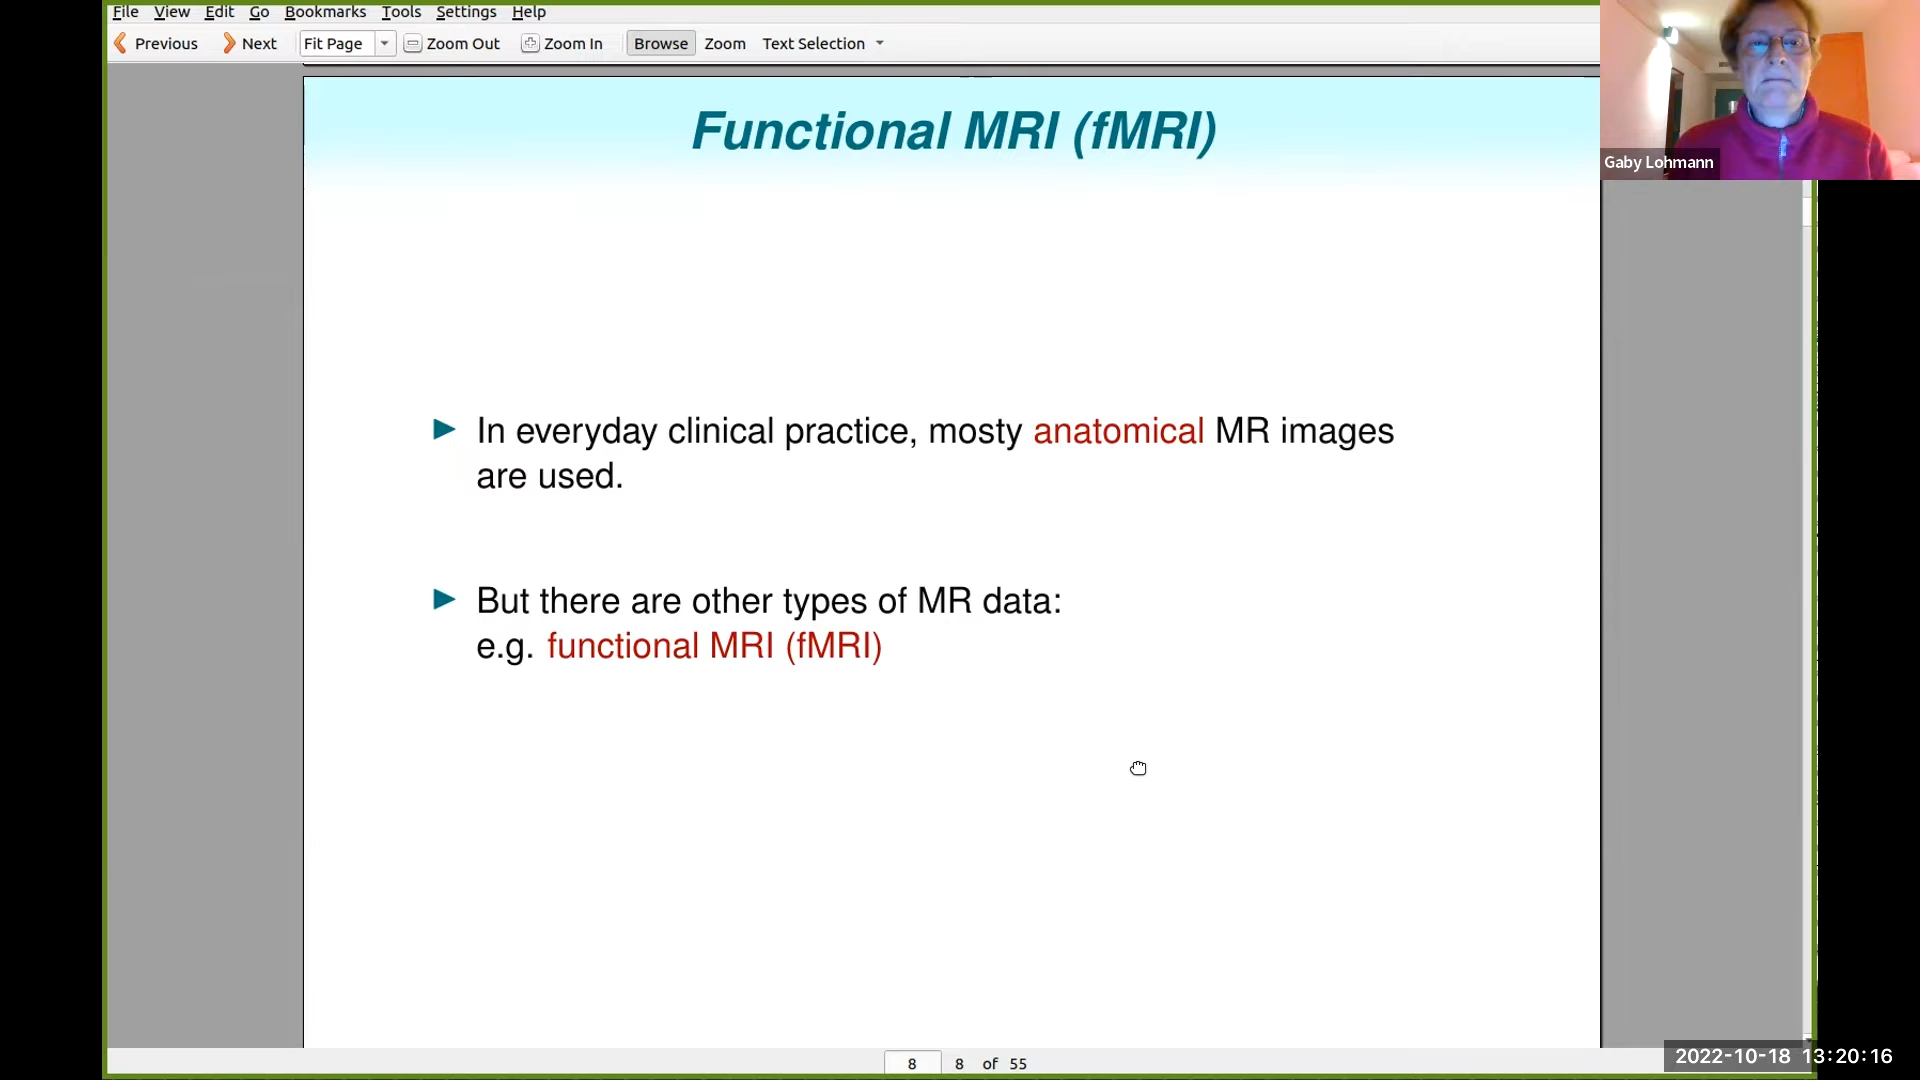 File View Edit Go Bookmarks Tools Settings Help
Previous Next Fit Page Zoom Out Zoom In Browse Zoom Text Selection
Gaby Lohmann
Functional MRI (fMRI)
In everyday clinical practice, mosty anatomical MR images
are used.
But there are other types of MR data:
e.g. functional MRI (fMRI)
8 8 of 55
2022-10-18 13:20:16